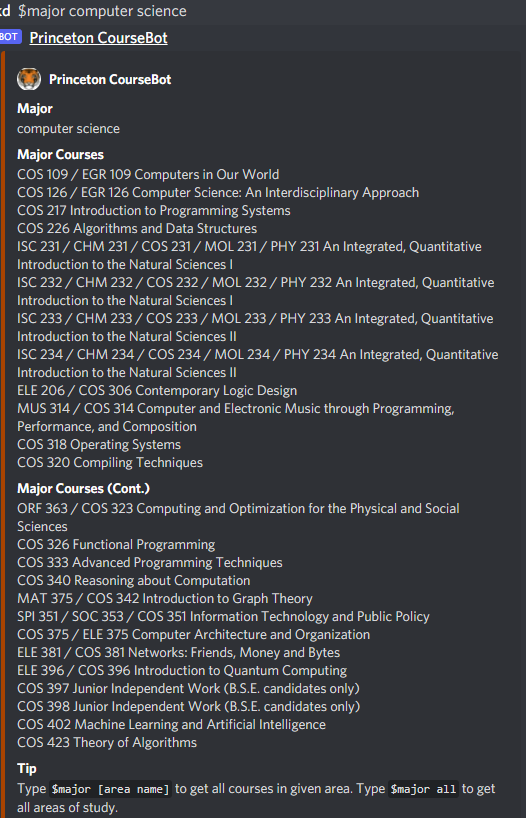 $major computer science
BOT Princeton CourseBot
Princeton CourseBot
Major
computer science
Major Courses
COS 109 / EGR 109 Computers in Our World
COS 126 / EGR 126 Computer Science: An Interdisciplinary Approach
COS 217 Introduction to Programming Systems
COS 226 Algorithms and Data Structures
ISC 231 / CHM 231 / COS 231 / MOL 231 / PHY 231 An Integrated, Quantitative
Introduction to the Natural Sciences I
ISC 232 / CHM 232 / COS 232 / MOL 232 / PHY 232 An Integrated, Quantitative
Introduction to the Natural Sciences I
ISC 233 / CHM 233 / COS 233 / MOL 233 / PHY 233 An Integrated, Quantitative
Introduction to the Natural Sciences II
ISC 234 / CHM 234 / COS 234 / MOL 234 / PHY 234 An Integrated, Quantitative
Introduction to the Natural Sciences II
ELE 206 / COS 306 Contemporary Logic Design
MUS 314 / COS 314 Computer and Electronic Music through Programming,
Performance, and Composition
COS 318 Operating Systems
COS 320 Compiling Techniques
Major Courses (Cont.)
ORF 363 / COS 323 Computing and Optimization for the Physical and Social
Sciences
COS 326 Functional Programming
COS 333 Advanced Programming Techniques
COS 340 Reasoning about Computation
MAT 375 / COS 342 Introduction to Graph Theory
SPI 351 / SOC 353 / COS 351 Information Technology and Public Policy
COS 375 / ELE 375 Computer Architecture and Organization
ELE 381 / COS 381 Networks: Friends, Money and Bytes
ELE 396 / COS 396 Introduction to Quantum Computing
COS 397 Junior Independent Work (B.S.E. candidates only)
COS 398 Junior Independent Work (B.S.E. candidates only)
COS 402 Machine Learning and Artificial Intelligence
COS 423 Theory of Algorithms
Tip
Type $major [area name] to get all courses in given area. Type $major all to get
all areas of study.